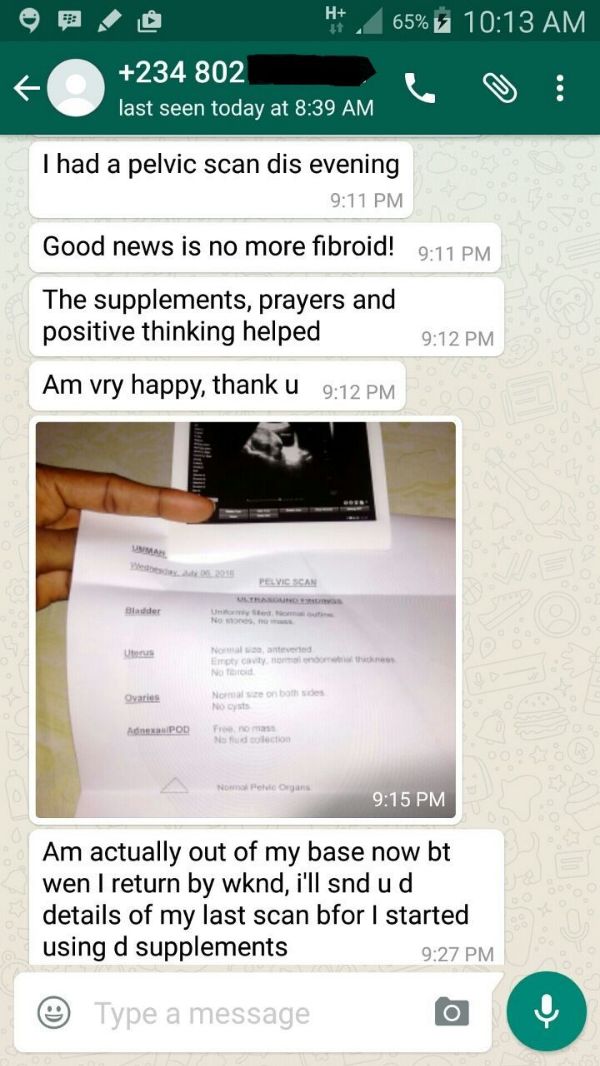 H+
65%
10:13 AM
+234 802
last seen today at 8:39 AM
I had a pelvic scan dis evening
9:11 PM
Good news is no more fibroid! 9:11 PM
The supplements, prayers and
positive thinking helped
9:12 PM
Am vry happy, thank u 9:12 PM
Wednesday, July 06, 2016
PELVIC SCAN
ULTRASOUND FINDINGS
Bladder Uniformly filled. Normal outline.
No stones, no mass.
Uterus Normal size, anteverted.
Empty cavity, normal endometrial thickness.
No fibroid.
Ovaries Normal size on both sides
No cysts.
Adnexae/POD Free, no mass
No fluid collection
Normal Pelvic Organs
9:15 PM
Am actually out of my base now bt
wen I return by wknd, i'll snd u d
details of my last scan bfor I started
using d supplements
9:27 PM
Type a message